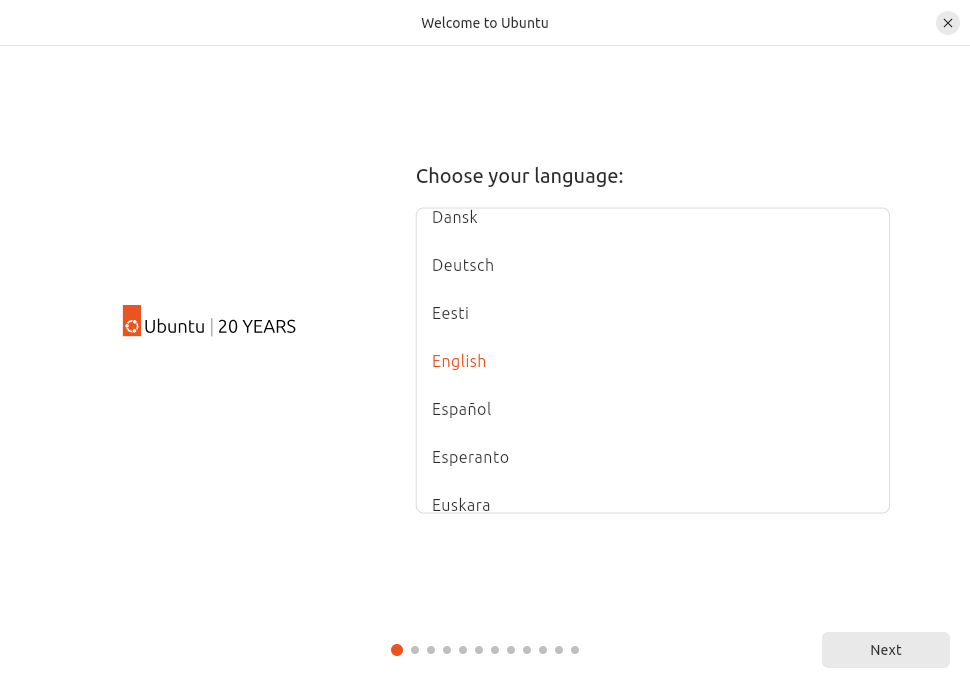 Welcome to Ubuntu
Choose your language:
Dansk
Deutsch
Eesti
English
Español
Esperanto
Euskara
Ubuntu | 20 YEARS
Next